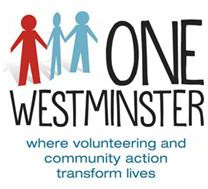 ONE
WESTMINSTER
where volunteering and
community action
transform lives